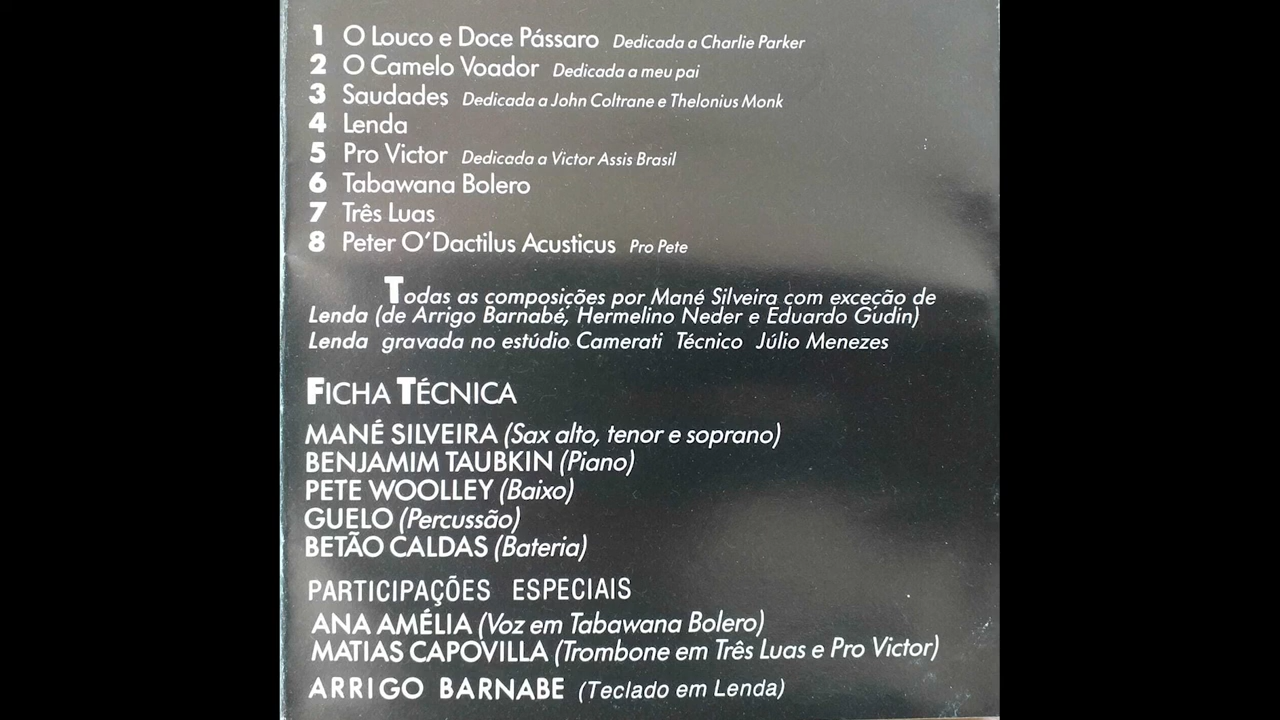 1 O Louco e Doce Pássaro Dedicada a Charlie Parker
2 O Camelo Voador Dedicada a meu pai
3 Saudades Dedicada a John Coltrane e Thelonius Monk
4 Lenda
5 Pro Victor Dedicada a Victor Assis Brasil
6 Tabawana Bolero
7 Três Luas
8 Peter O'Dactilus Acusticus Pro Pete
Todas as composições por Mané Silveira com exceção de
Lenda (de Arrigo Barnabé, Hermelino Neder e Eduardo Gudin)
Lenda gravada no estúdio Camerati Técnico Júlio Menezes
FICHA TÉCNICA
MANÉ SILVEIRA (Sax alto, tenor e soprano)
BENJAMIM TAUBKIN (Piano)
PETE WOOLLEY (Baixo)
GUELO (Percussão)
BETÃO CALDAS (Bateria)
PARTICIPAÇÕES ESPECIAIS
ANA AMÉLIA (Voz em Tabawana Bolero)
MATIAS CAPOVILLA (Trombone em Três Luas e Pro Victor)
ARRIGO BARNABE (Teclado em Lenda)